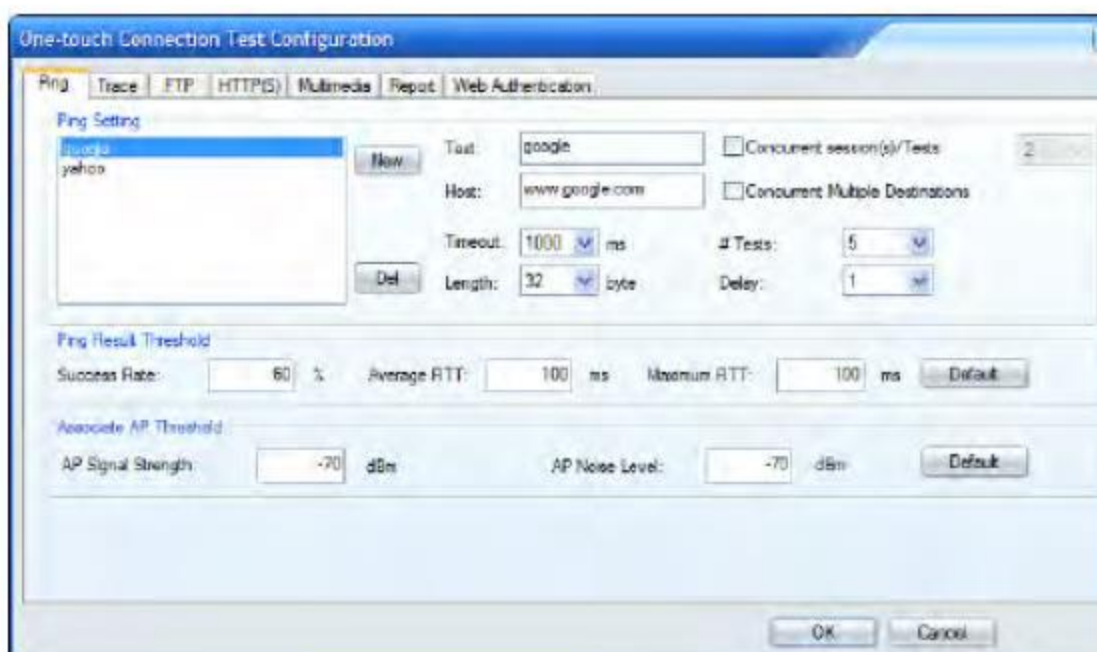 One-touch Connection Test Configuration
Ping Trace FTP HTTP(S) Multimedia Report Web Authentication
Ping Setting
google
yahoo
New
Del
Test: google
Host: www.google.com
Timeout: 1000 ms
Length: 32 byte
Concurrent session(s)/Tests 2
Concurrent Multiple Destinations
# Tests: 5
Delay: 1
Ping Result Threshold
Success Rate: 60 % Average RTT: 100 ms Maximum RTT: 100 ms Default
Associate AP Threshold
AP Signal Strength: -70 dBm AP Noise Level: -70 dBm Default
OK Cancel